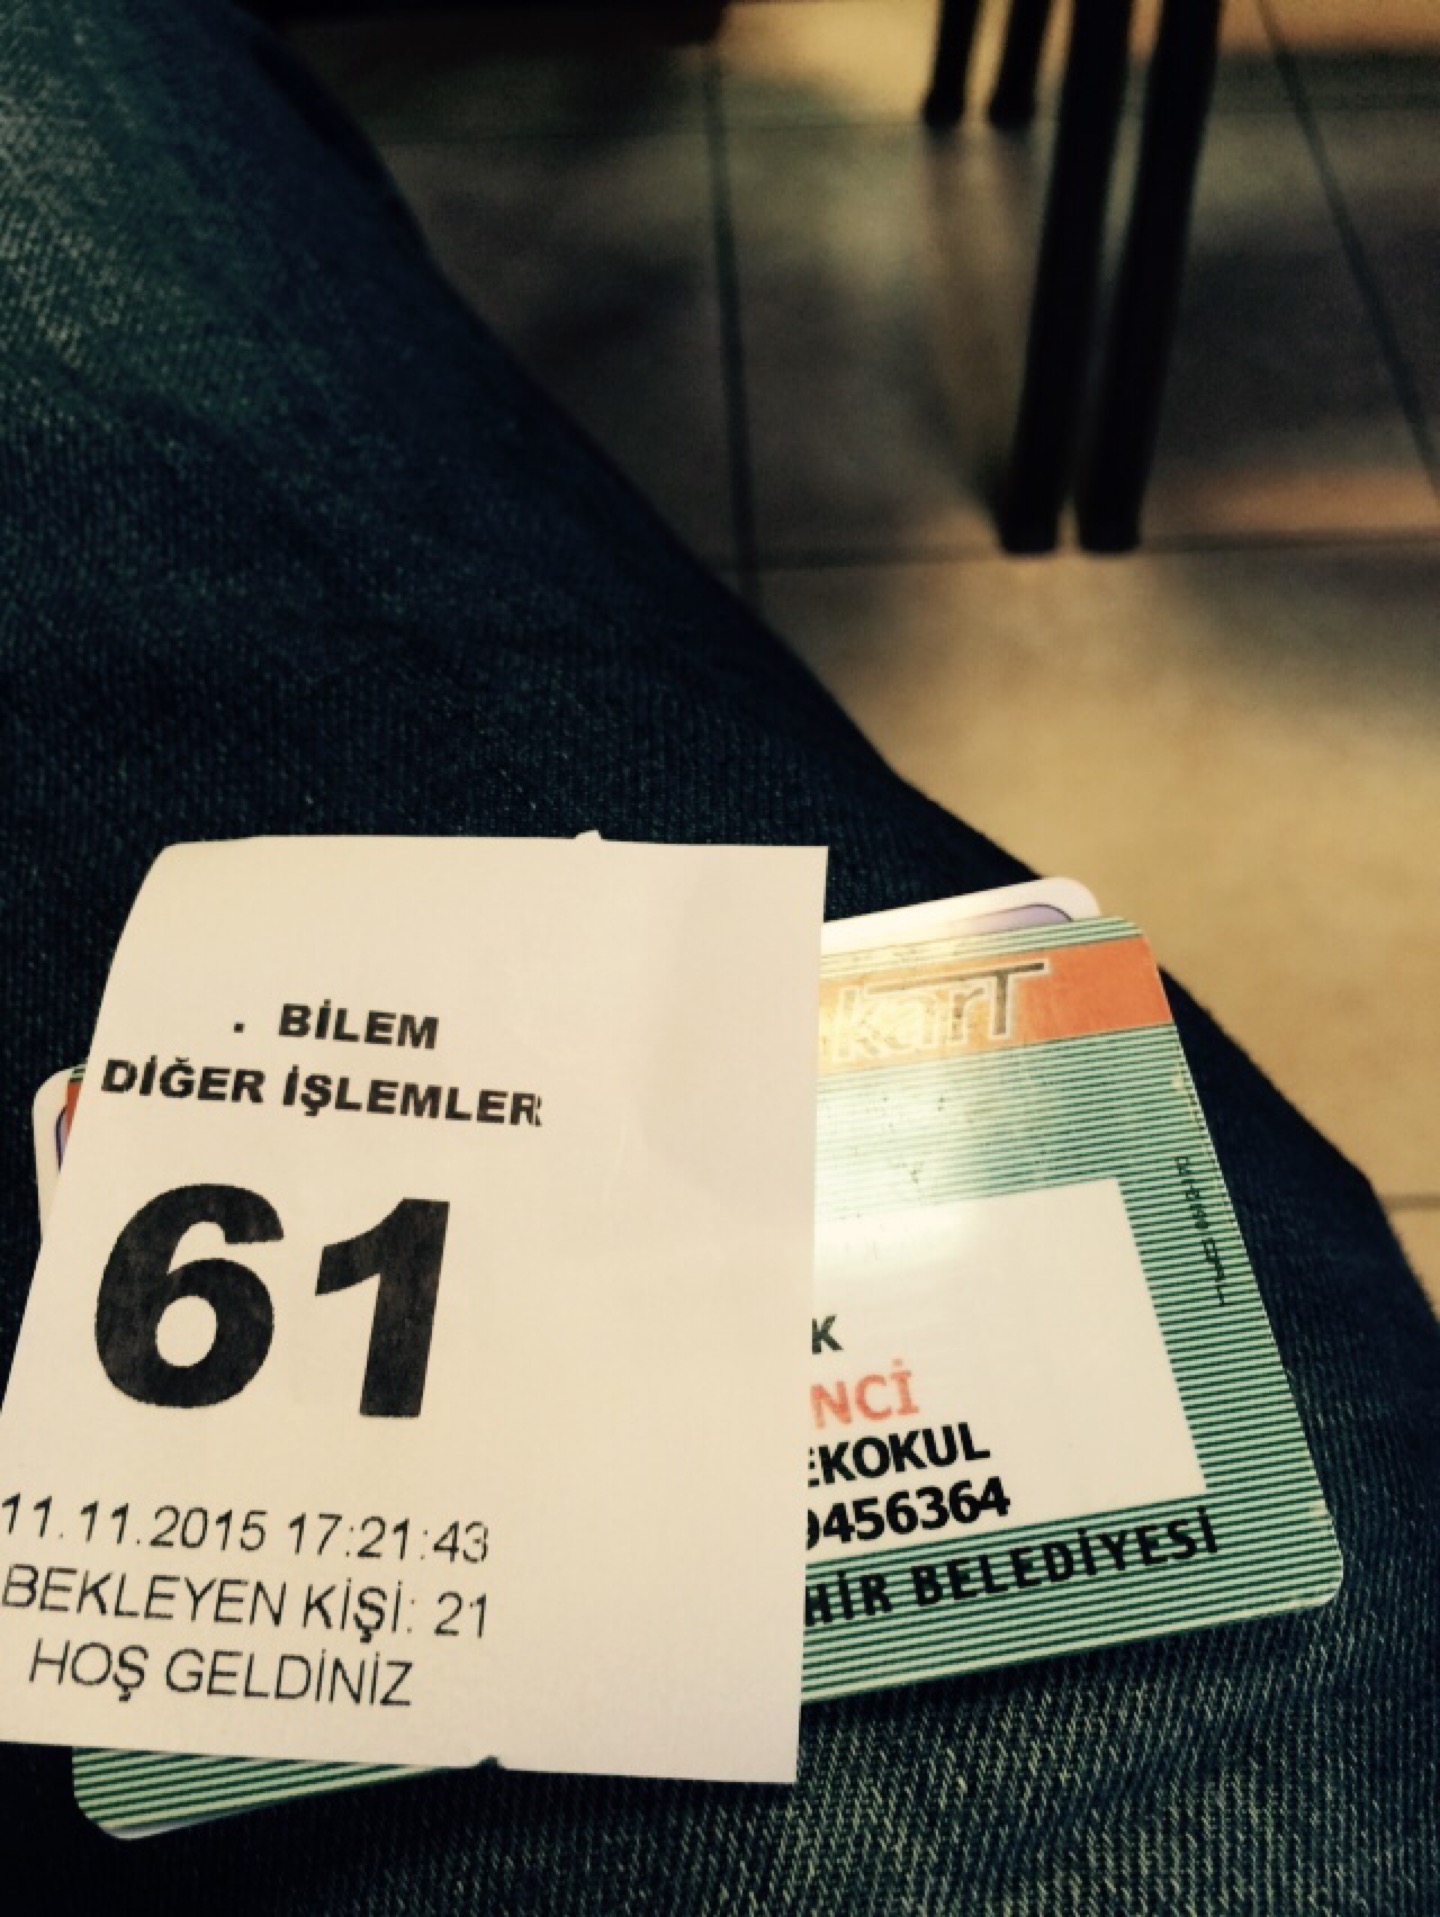 . BİLEM
DİĞER İŞLEMLER
61
11.11.2015 17:21:43
BEKLEYEN KİŞİ: 21
HOŞ GELDİNİZ
karT
K
NCİ
EKOKUL
9456364
HİR BELEDİYESİ